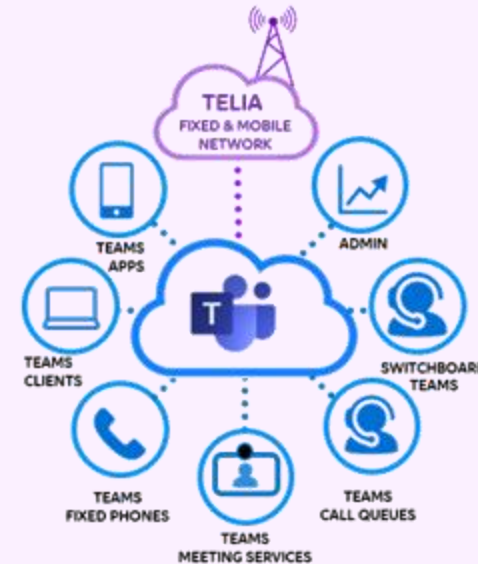 TELIA
FIXED & MOBILE
NETWORK
TEAMS
APPS
ADMIN
T
TEAMS
CLIENTS
SWITCHBOAR
TEAMS
TEAMS
FIXED PHONES
TEAMS
CALL QUEUES
TEAMS
MEETING SERVICES